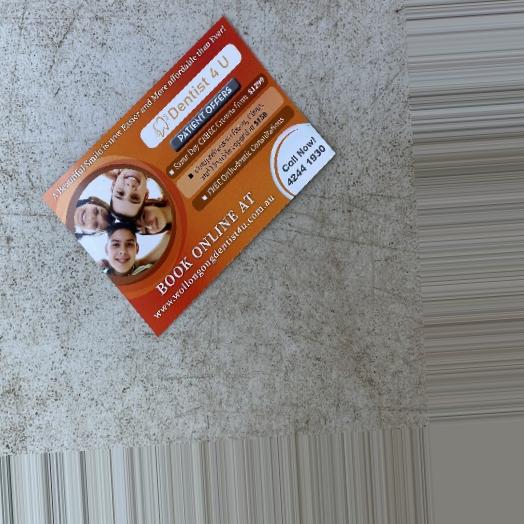 A Beautiful Smile is now Easier and More affordable than Ever!
Dentist 4 U
PATIENT OFFERS
Same Day CEREC Crowns from $1299
FREE Orthodontic Consultations
Call Now!
4244 1930
BOOK ONLINE AT
www.wollongongdentist4u.com.au